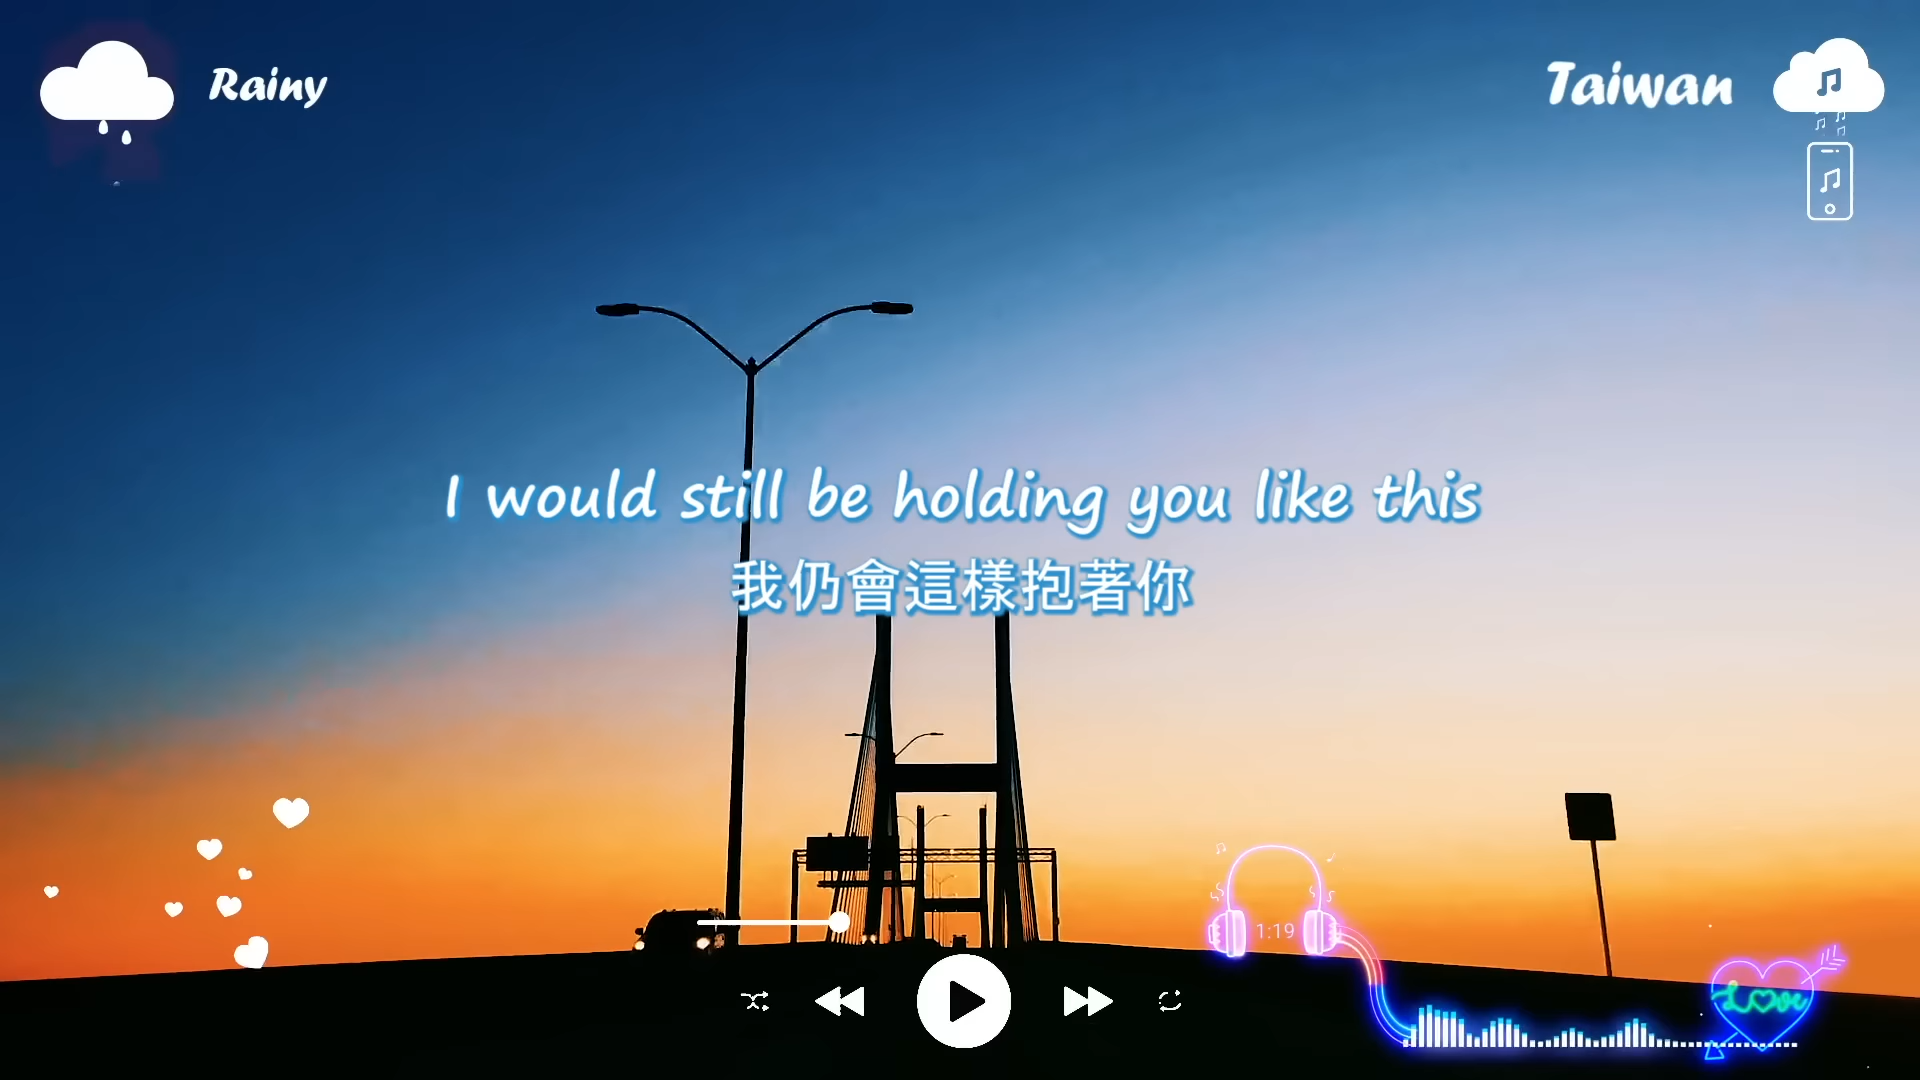 Rainy
Taiwan
I would still be holding you like this
我仍會這樣抱著你
1:19
Love